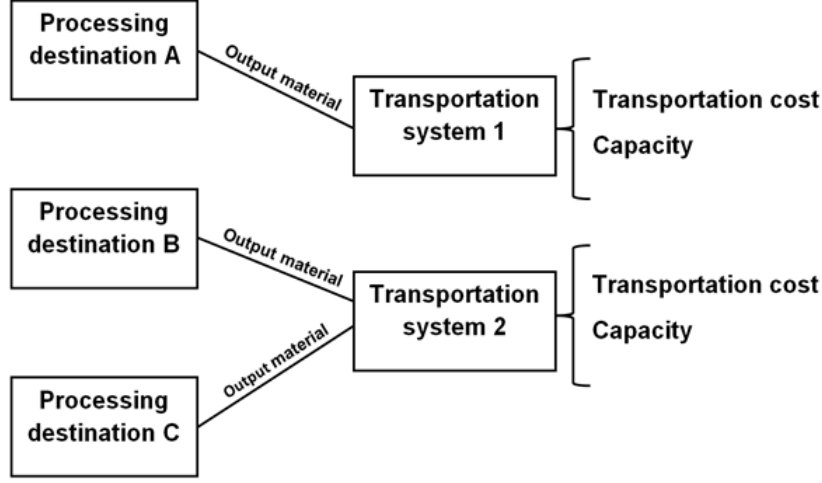 Processing
destination A
Output material
Transportation
system 1
Transportation cost
Capacity
Processing
destination B
Output material
Transportation
system 2
Transportation cost
Capacity
Output material
Processing
destination C